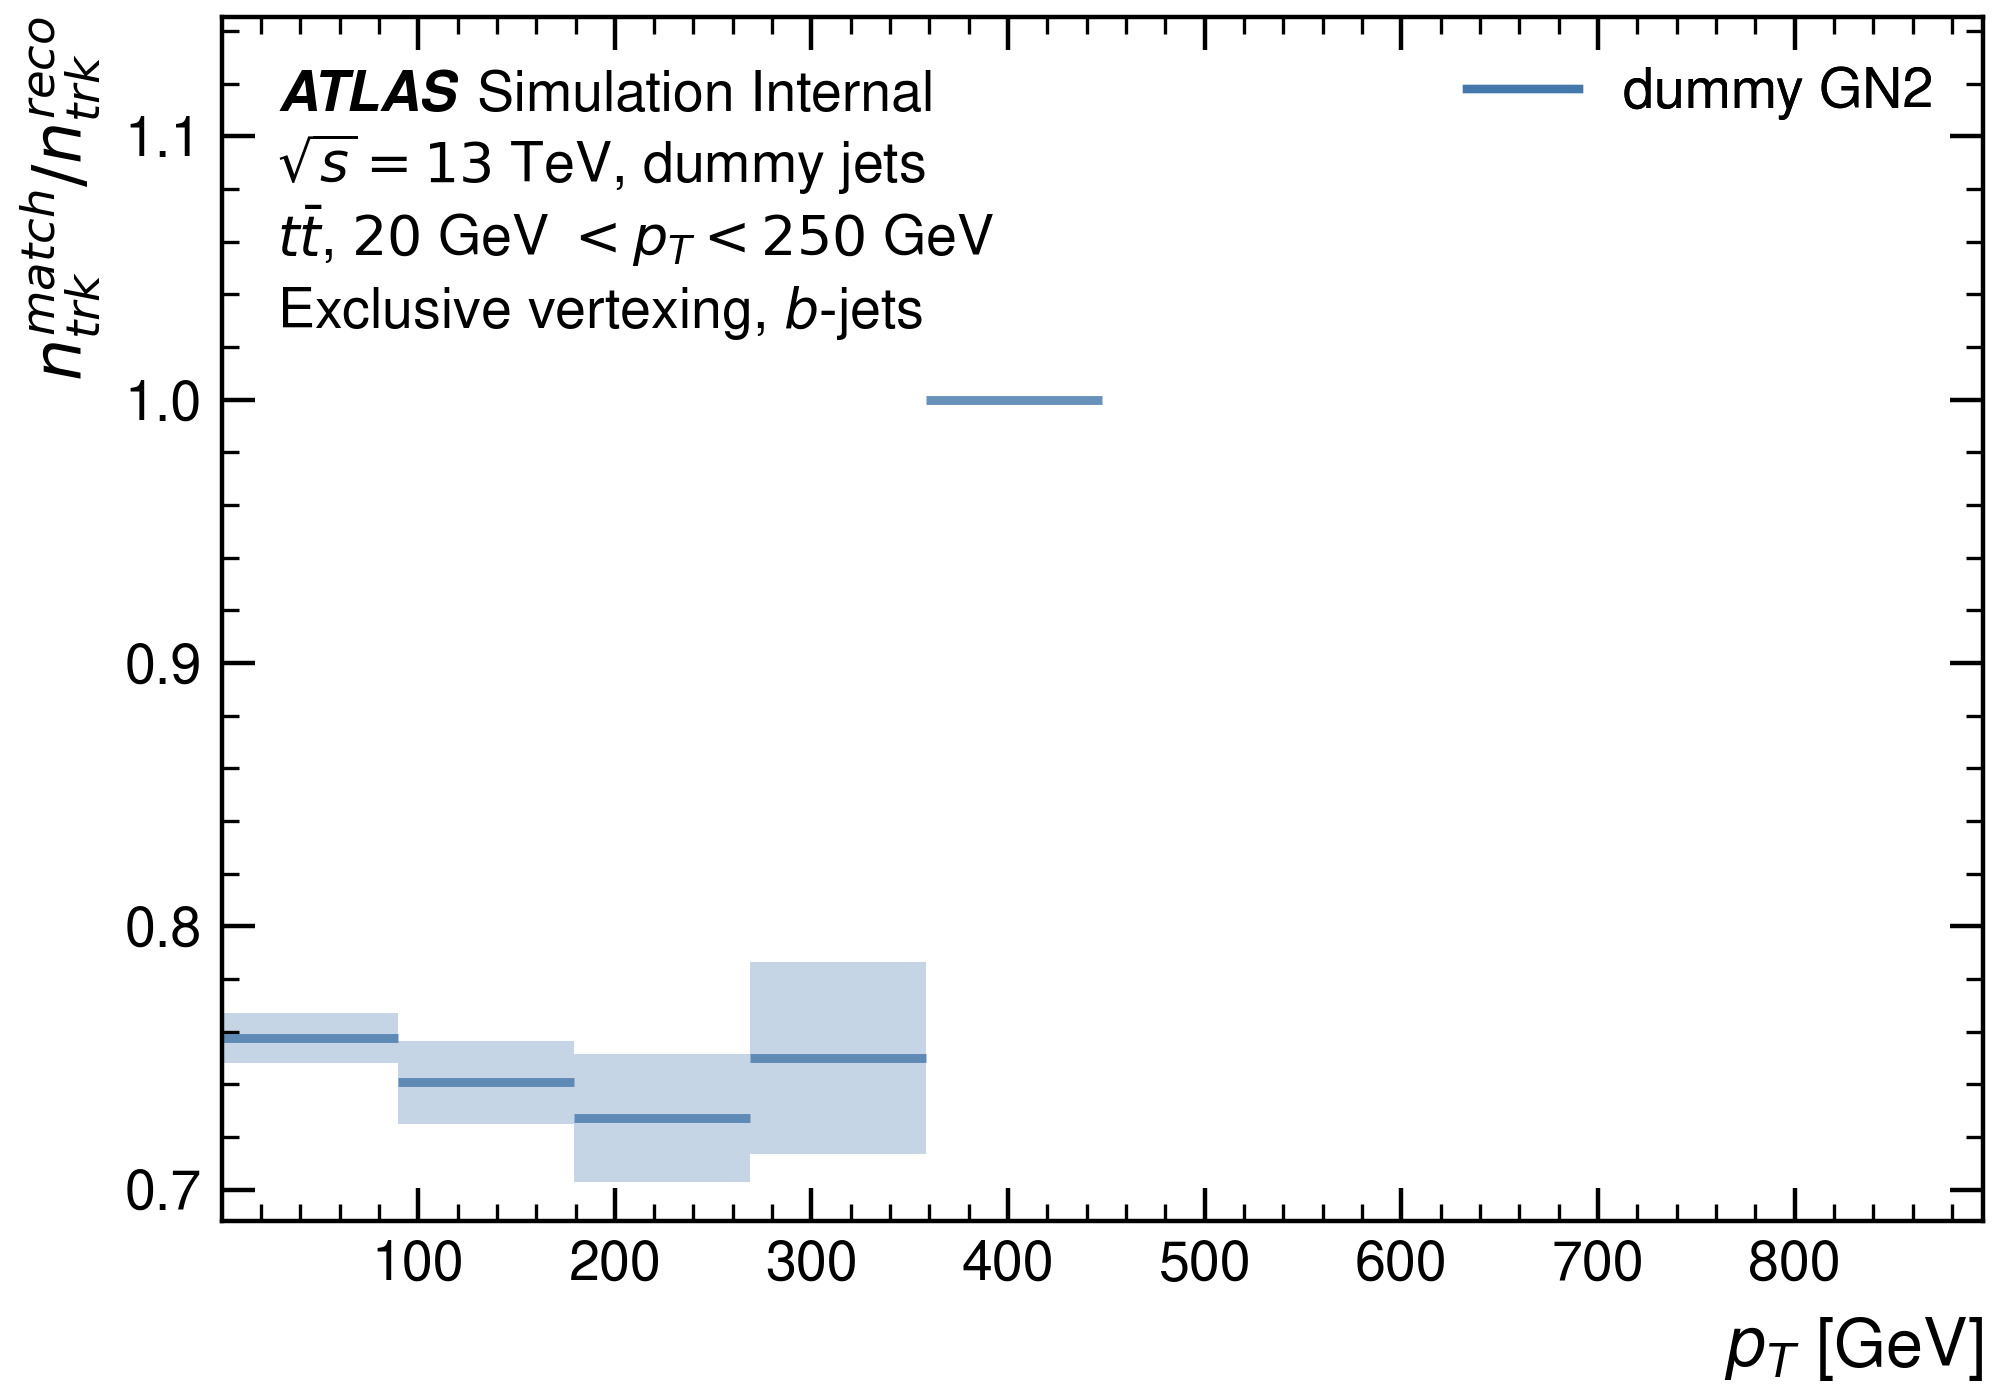 ATLAS Simulation Internal
√s = 13 TeV, dummy jets
tt̄, 20 GeV < p_T < 250 GeV
Exclusive vertexing, b-jets
dummy GN2
n_trk^match/n_trk^reco
1.1
1.0
0.9
0.8
0.7
100 200 300 400 500 600 700 800
p_T [GeV]